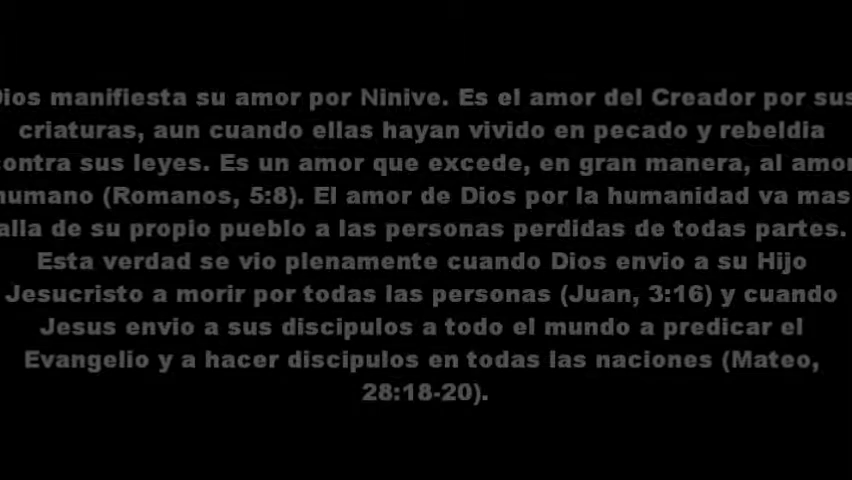 Dios manifiesta su amor por Ninive. Es el amor del Creador por sus
criaturas, aun cuando ellas hayan vivido en pecado y rebeldia
contra sus leyes. Es un amor que excede, en gran manera, al amor
humano (Romanos, 5:8). El amor de Dios por la humanidad va mas
alla de su propio pueblo a las personas perdidas de todas partes.
Esta verdad se vio plenamente cuando Dios envio a su Hijo
Jesucristo a morir por todas las personas (Juan, 3:16) y cuando
Jesus envio a sus discipulos a todo el mundo a predicar el
Evangelio y a hacer discipulos en todas las naciones (Mateo,
28:18-20).